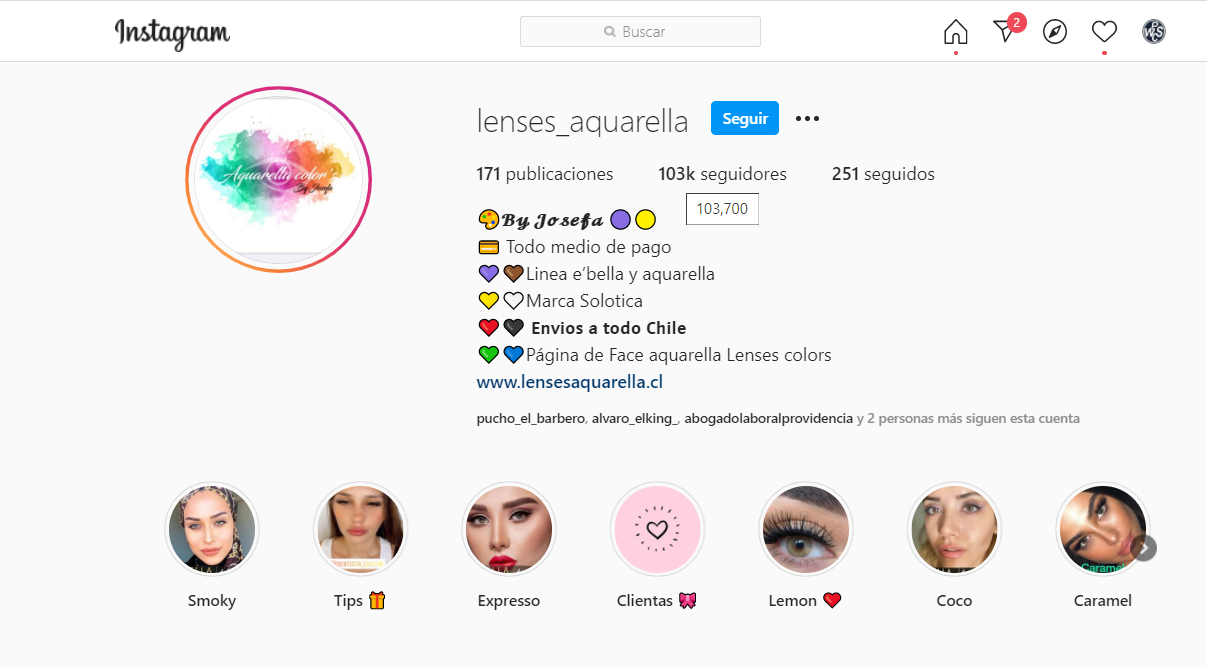 Instagram
Buscar
2
PWCS
Aquarella color
By Josefa
lenses_aquarella
Seguir
171 publicaciones 103k seguidores 251 seguidos
103,700
🎨𝓑𝔂 𝓙𝓸𝓼𝓮𝓯𝓪 🟣🟡
💳 Todo medio de pago
💜🤎Linea e’bella y aquarella
💛🤍Marca Solotica
❤️🖤 Envios a todo Chile
💚💙Página de Face aquarella Lenses colors
www.lensesaquarella.cl
pucho_el_barbero, alvaro_elking_, abogadolaboralprovidencia y 2 personas más siguen esta cuenta
Caramel
Smoky
Tips 🎁
Expresso
Clientas 🎀
Lemon ❤️
Coco
Caramel